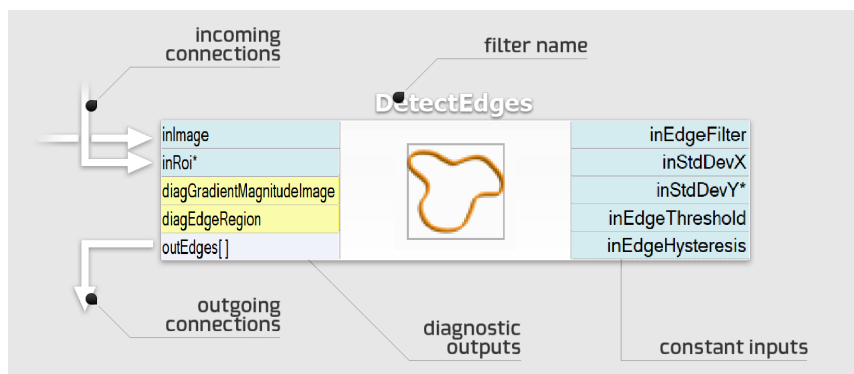 incoming
connections
filter name
DetectEdges
inImage
inRoi*
diagGradientMagnitudeImage
diagEdgeRegion
outEdges[ ]
inEdgeFilter
inStdDevX
inStdDevY*
inEdgeThreshold
inEdgeHysteresis
outgoing
connections
diagnostic
outputs
constant inputs